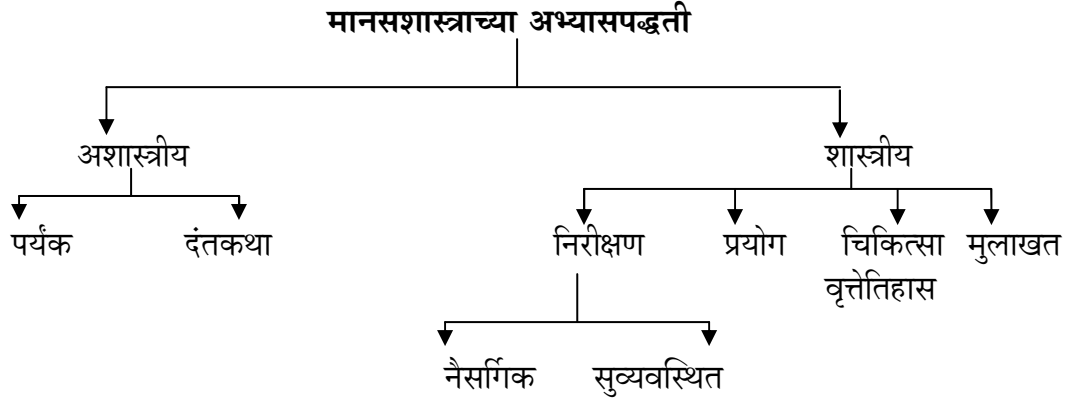 मानसशास्त्राच्या अभ्यासपद्धती
अशास्त्रीय शास्त्रीय
पर्यंक दंतकथा निरीक्षण प्रयोग चिकित्सा मुलाखत
वृत्तेतिहास
नैसर्गिक सुव्यवस्थित